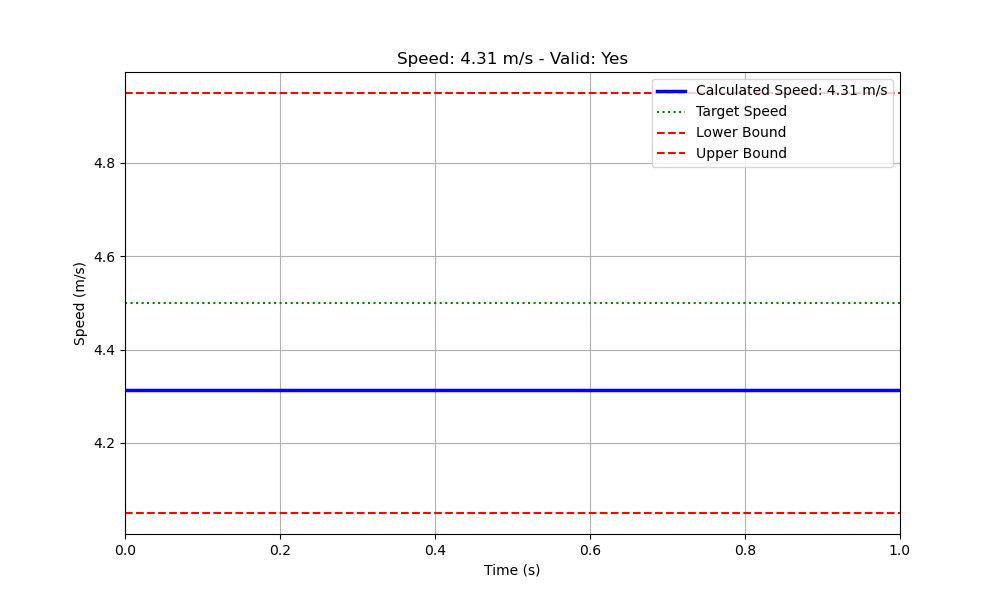 Speed: 4.31 m/s - Valid: Yes
Calculated Speed: 4.31 m/s
Target Speed
Lower Bound
Upper Bound
4.8
4.6
4.4
4.2
Speed (m/s)
0.0 0.2 0.4 0.6 0.8 1.0
Time (s)